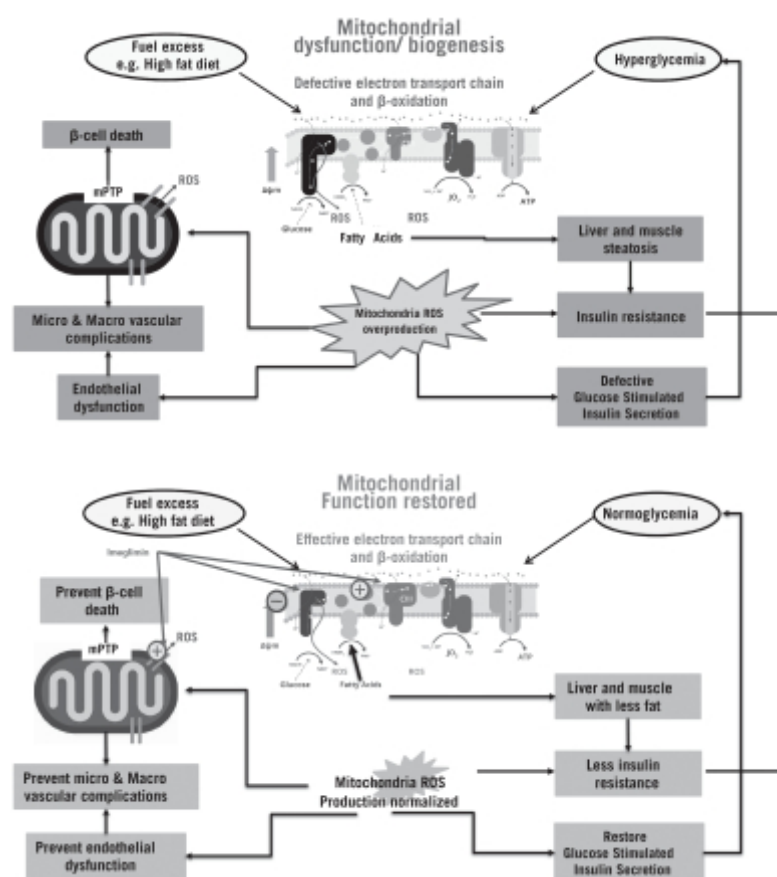 Mitochondrial
dysfunction/ biogenesis
Fuel excess
e.g. High fat diet
Hyperglycemia
Defective electron transport chain
and β-oxidation
β-cell death
mPTP
ROS
Δψm
ROS
ROS
ATP
Glucose
Fatty Acids
Liver and muscle
steatosis
Mitochondria ROS
overproduction
Insulin resistance
Micro & Macro vascular
complications
Endothelial
dysfunction
Defective
Glucose Stimulated
Insulin Secretion
Mitochondrial
Function restored
Fuel excess
e.g. High fat diet
Normoglycemia
Effective electron transport chain
and β-oxidation
Imeglimin
Prevent β-cell
death
mPTP
ROS
Δψm
ROS
ROS
ATP
Glucose
Fatty Acids
Liver and muscle
with less fat
Mitochondria ROS
Production normalized
Less insulin
resistance
Prevent micro & Macro
vascular complications
Prevent endothelial
dysfunction
Restore
Glucose Stimulated
Insulin Secretion